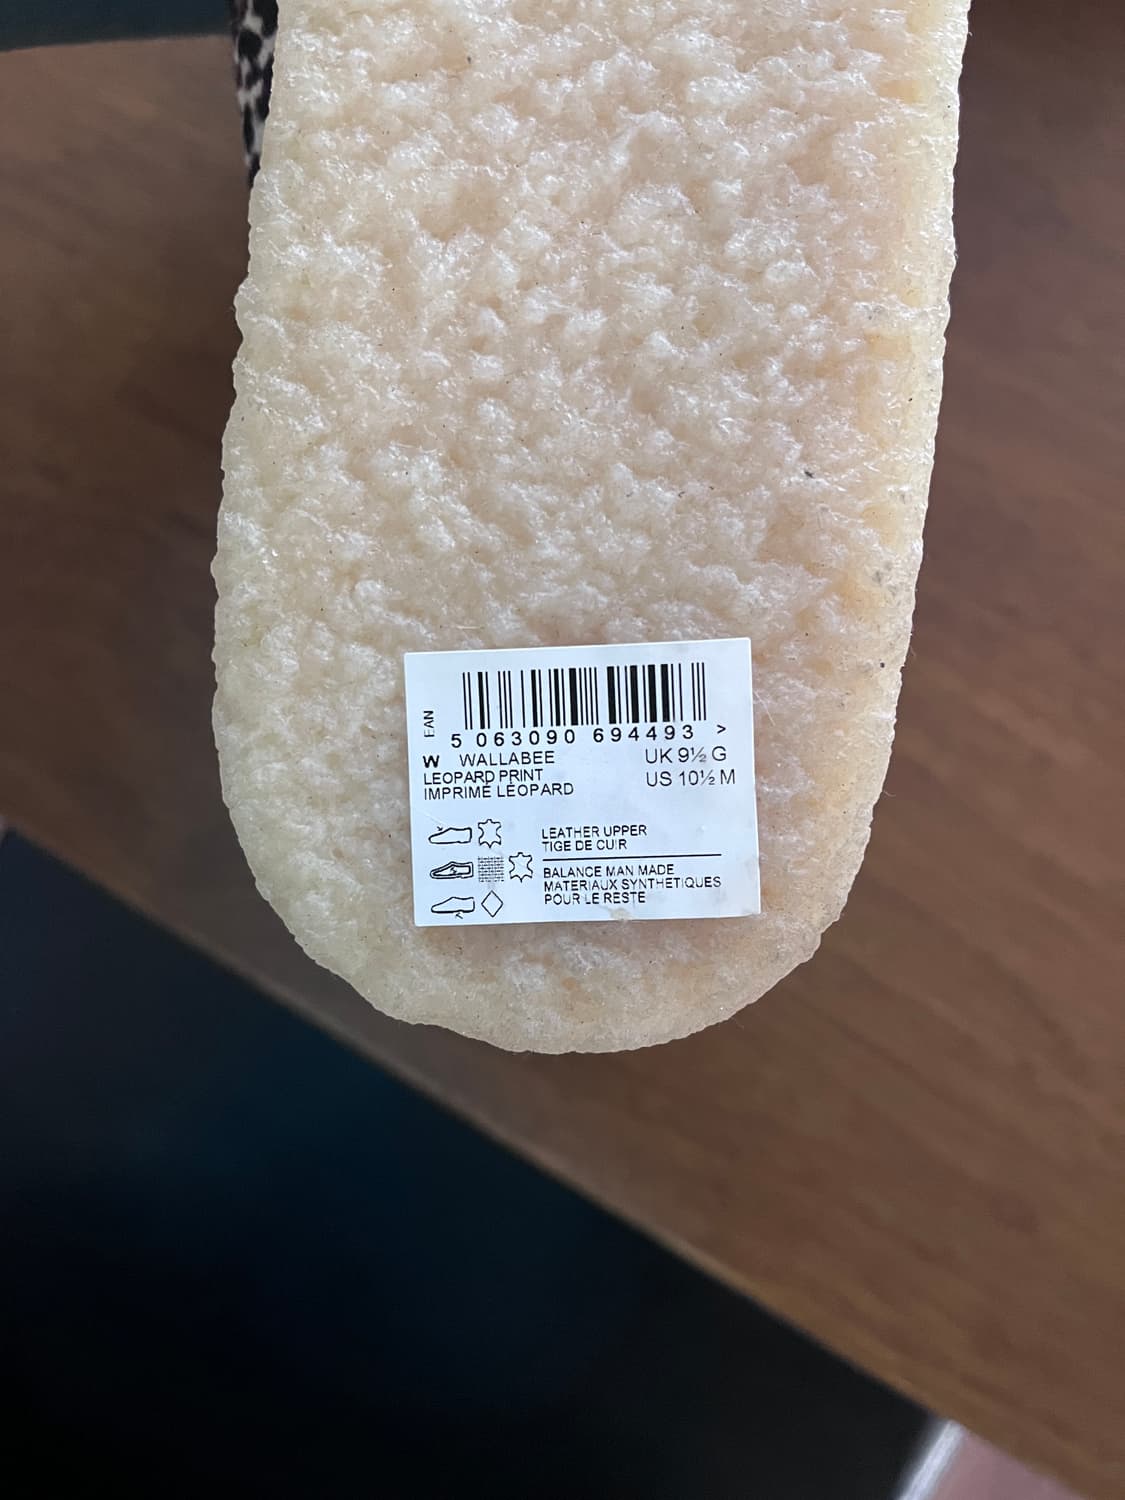 EAN
5 063090 694493 >
W WALLABEE UK 9½ G
LEOPARD PRINT US 10½ M
IMPRIMÉ LÉOPARD
LEATHER UPPER
TIGE DE CUIR
BALANCE MAN MADE
MATERIAUX SYNTHÉTIQUES
POUR LE RESTE